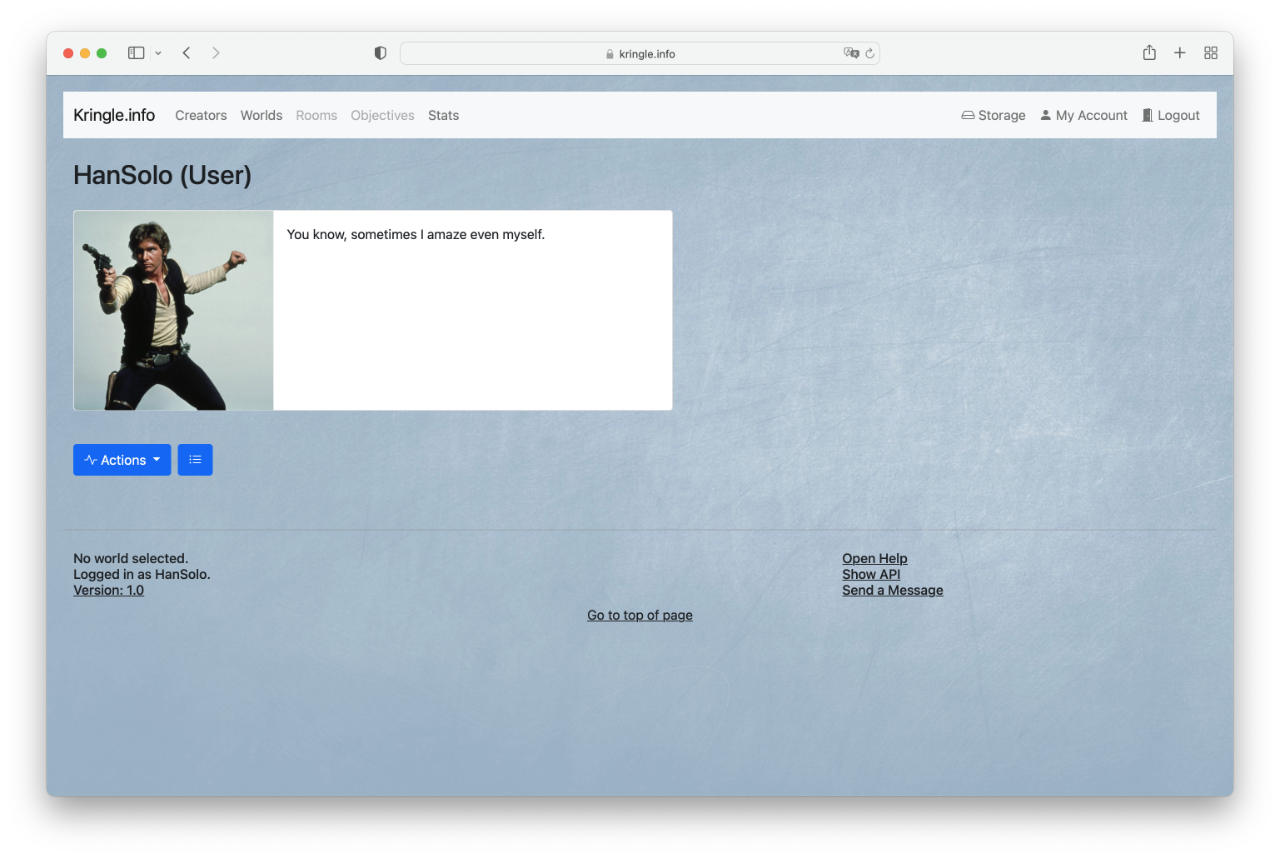 kringle.info
Kringle.info Creators Worlds Rooms Objectives Stats Storage My Account Logout
HanSolo (User)
You know, sometimes I amaze even myself.
Actions
No world selected.
Logged in as HanSolo.
Version: 1.0
Open Help
Show API
Send a Message
Go to top of page